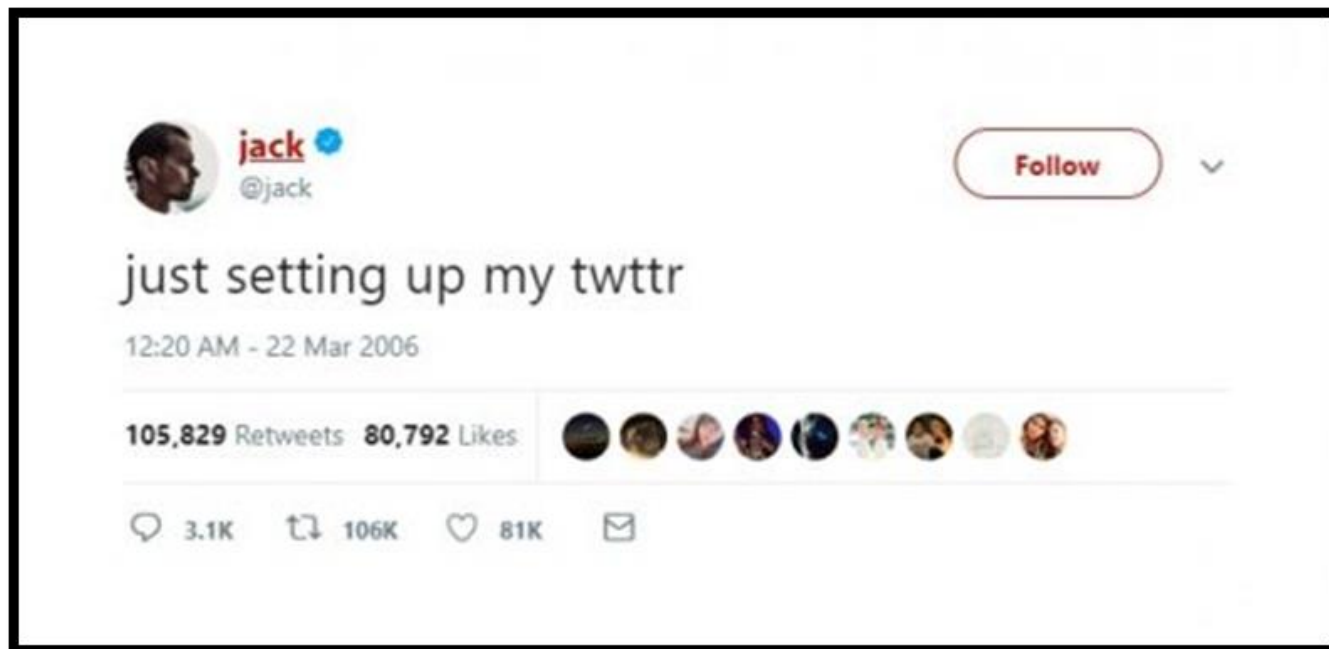 jack
@jack
Follow
just setting up my twttr
12:20 AM - 22 Mar 2006
105,829 Retweets 80,792 Likes
3.1K 106K 81K